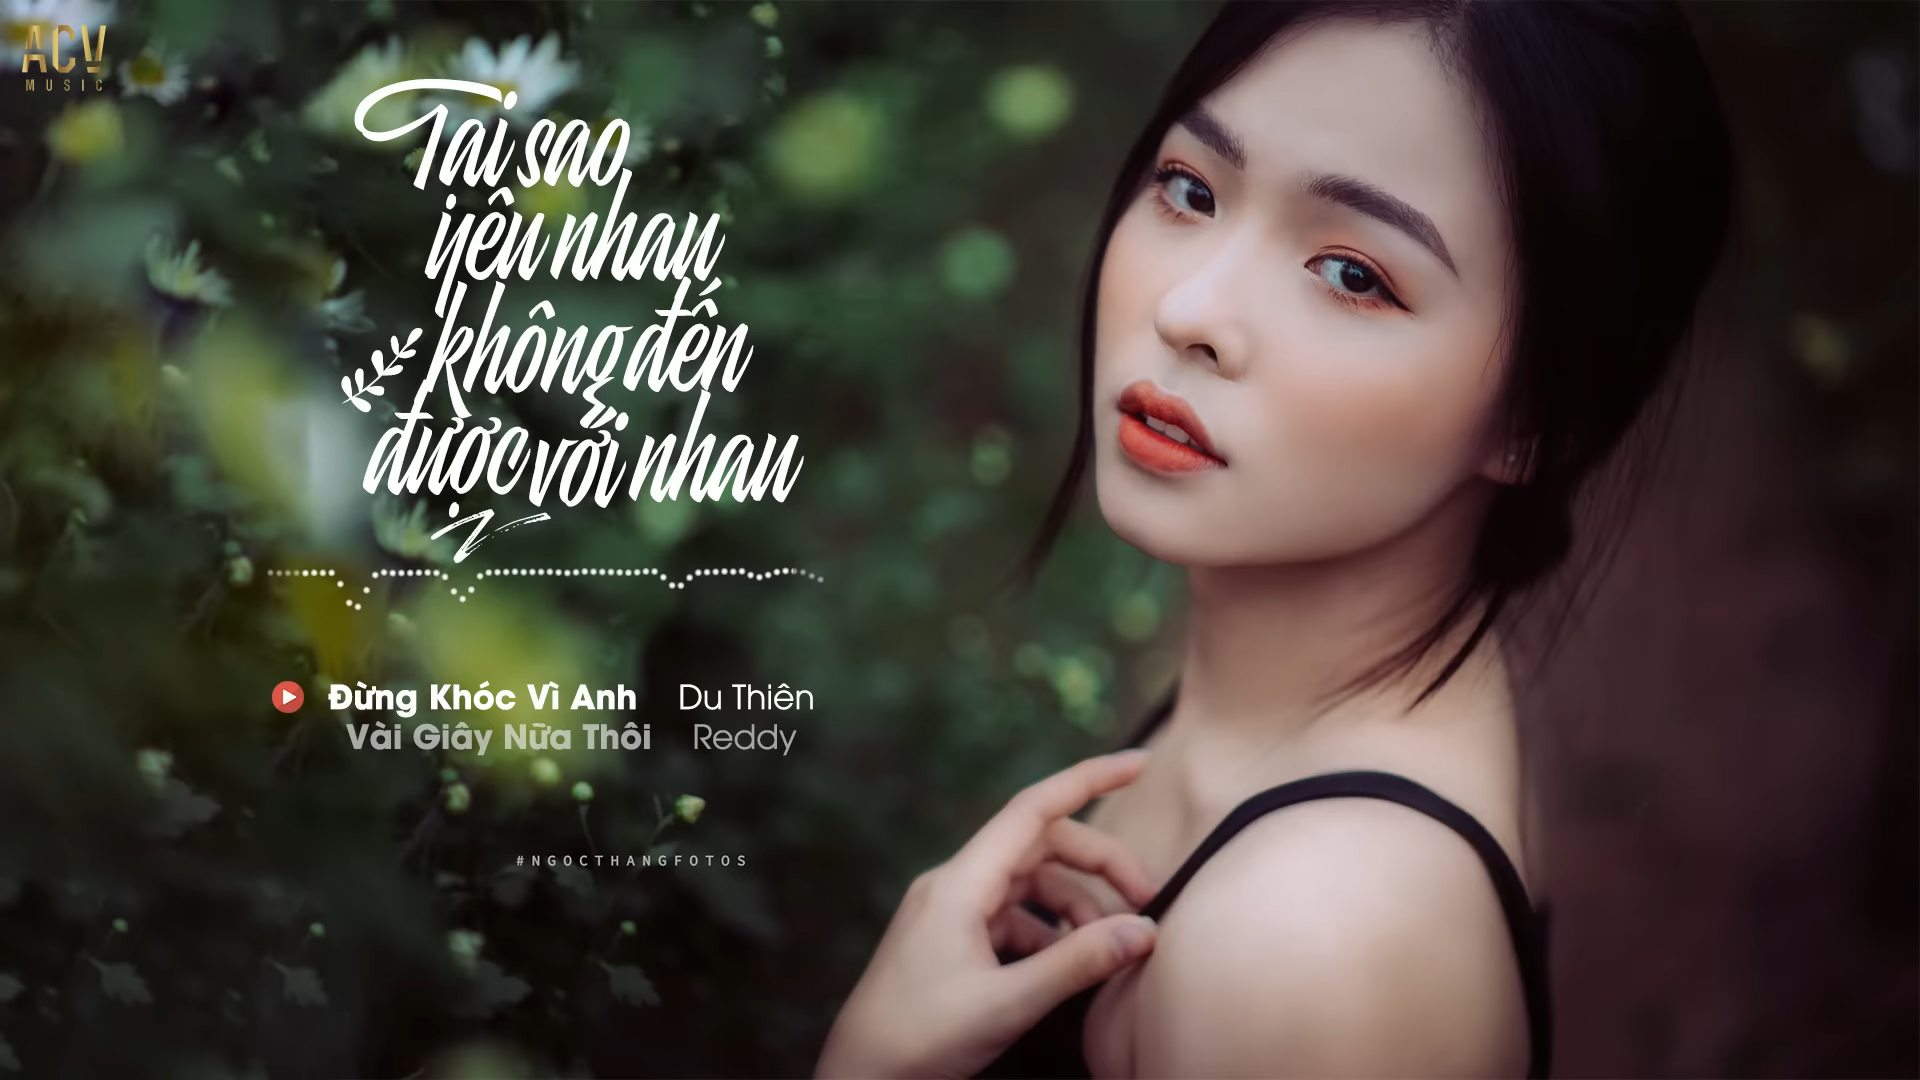 ACV
MUSIC
Tại sao
yêu nhau
không đến
được với nhau
Đừng Khóc Vì Anh Du Thiên
Vài Giây Nữa Thôi Reddy
#NGOCTHANGFOTOS